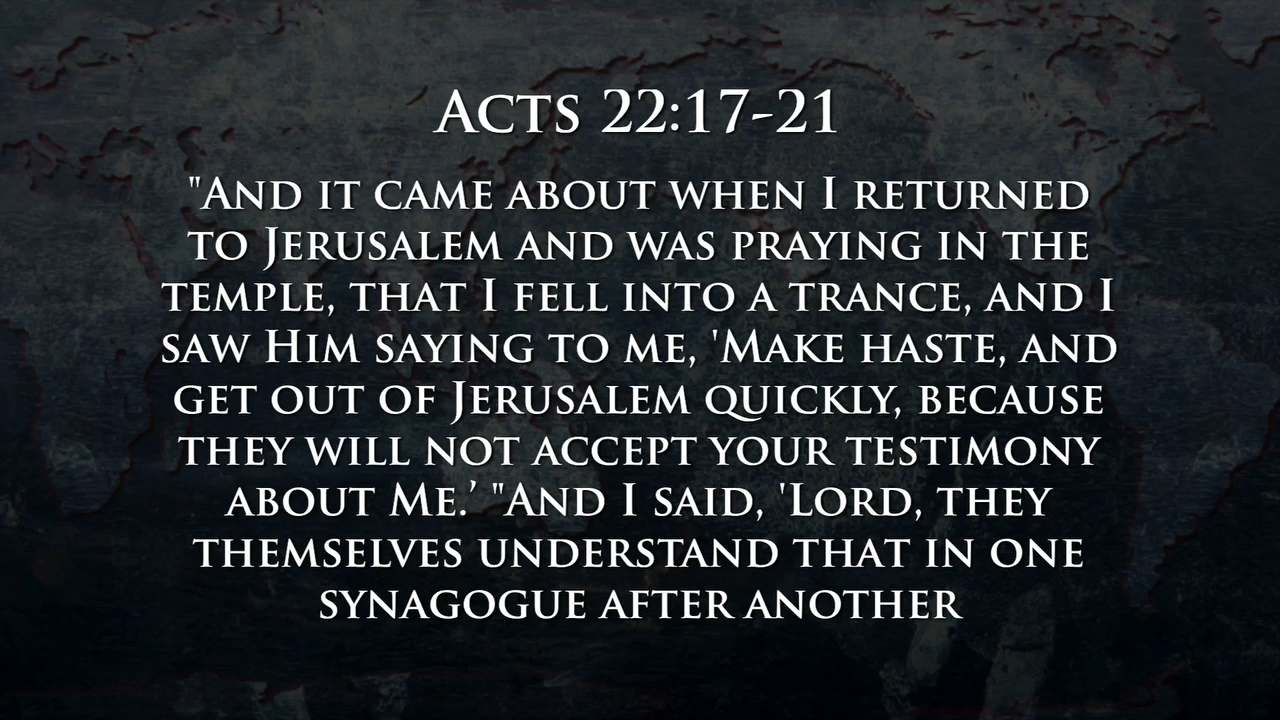 Acts 22:17-21
"And it came about when I returned
to Jerusalem and was praying in the
temple, that I fell into a trance, and I
saw Him saying to me, 'Make haste, and
get out of Jerusalem quickly, because
they will not accept your testimony
about Me.’ "And I said, 'Lord, they
themselves understand that in one
synagogue after another